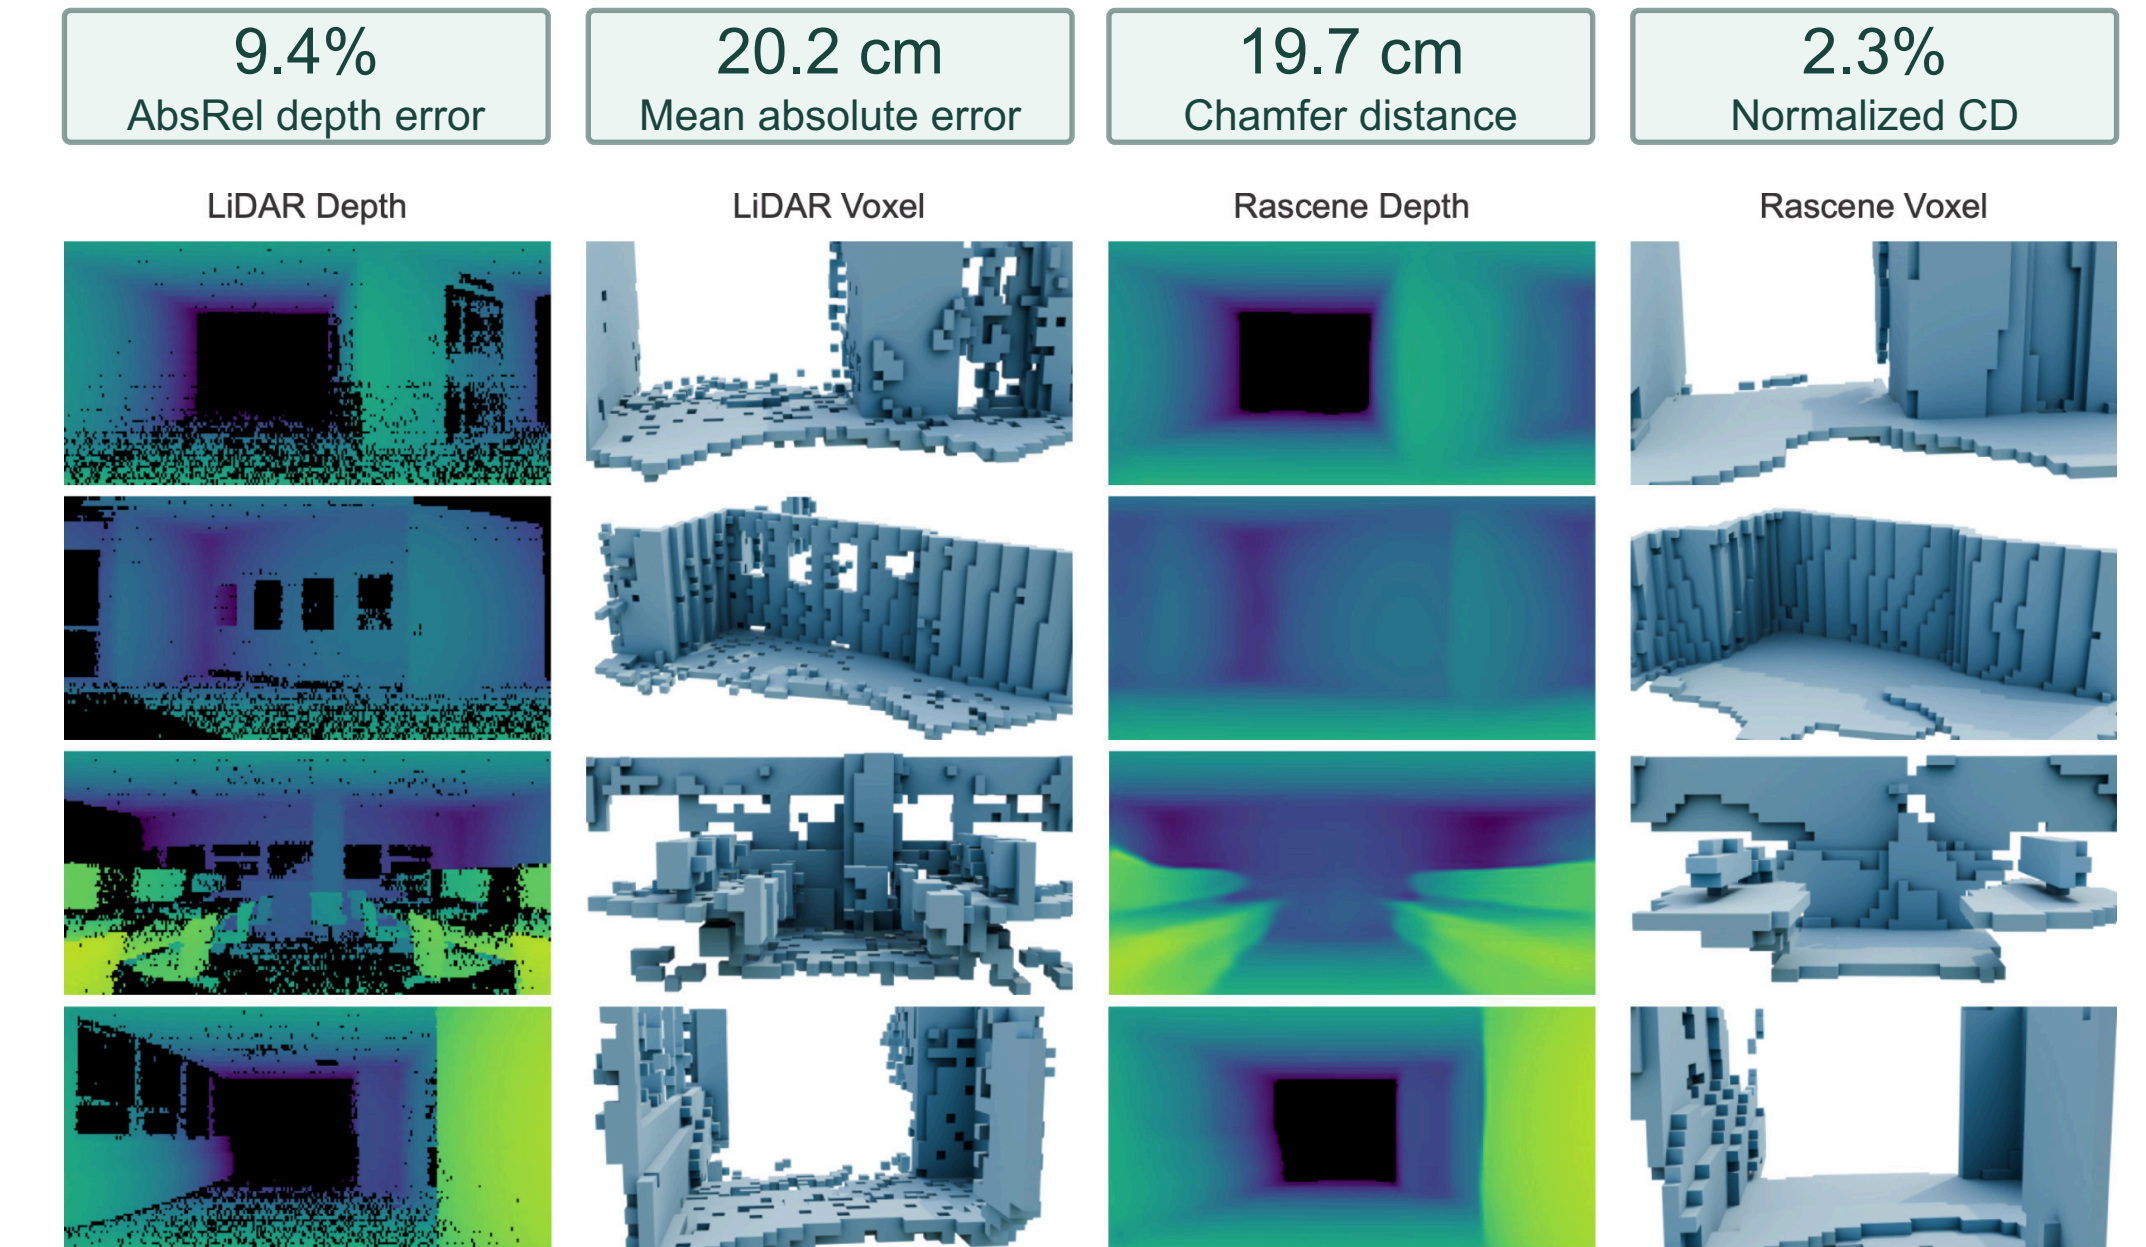 9.4%
AbsRel depth error
20.2 cm
Mean absolute error
19.7 cm
Chamfer distance
2.3%
Normalized CD
LiDAR Depth
LiDAR Voxel
Rascene Depth
Rascene Voxel